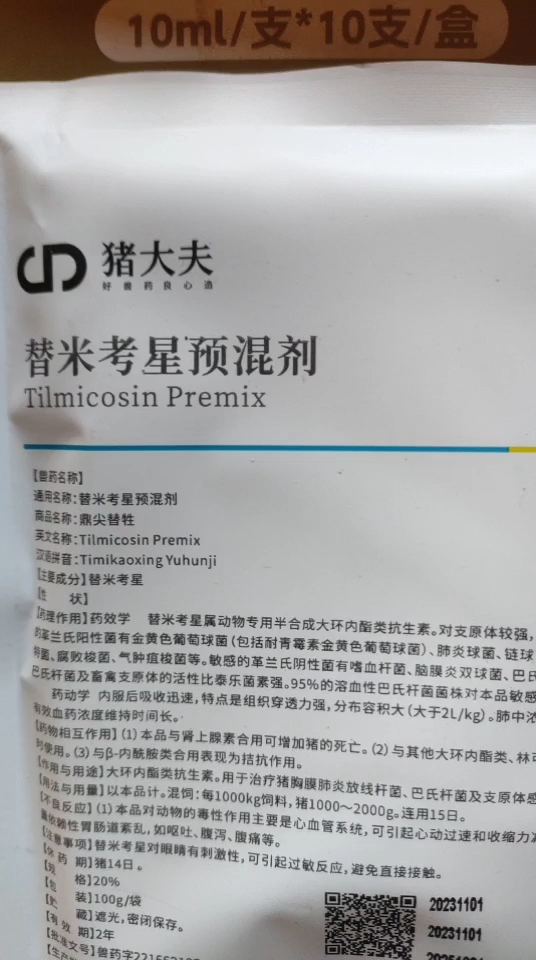 10ml/支*10支/盒
猪大夫
好兽药良心造
替米考星预混剂
Tilmicosin Premix
【兽药名称】
通用名称:替米考星预混剂
商品名称:鼎尖替牲
英文名称:Tilmicosin Premix
汉语拼音:Timikaoxing Yuhunji
【主要成分】替米考星
【性 状】
【药理作用】药效学 替米考星属动物专用半合成大环内酯类抗生素。对支原体较强,
的革兰氏阳性菌有金黄色葡萄球菌(包括耐青霉素金黄色葡萄球菌)、肺炎球菌、链球
菌、腐败梭菌、气肿疽梭菌等。敏感的革兰氏阴性菌有嗜血杆菌、脑膜炎双球菌、巴氏
巴氏杆菌及畜禽支原体的活性比泰乐菌素强。95%的溶血性巴氏杆菌菌株对本品敏感
药动学 内服后吸收迅速,特点是组织穿透力强,分布容积大(大于2L/kg)。肺中浓
有效血药浓度维持时间长。
【药物相互作用】(1)本品与肾上腺素合用可增加猪的死亡。(2)与其他大环内酯类、林可
时使用。(3)与β-内酰胺类合用表现为拮抗作用。
【作用与用途】大环内酯类抗生素。用于治疗猪胸膜肺炎放线杆菌、巴氏杆菌及支原体感
【用法与用量】以本品计。混饲:每1000kg饲料,猪1000～2000g。连用15日。
【不良反应】(1)本品对动物的毒性作用主要是心血管系统,可引起心动过速和收缩力减
量依赖性胃肠道紊乱,如呕吐、腹泻、腹痛等。
【注意事项】替米考星对眼睛有刺激性,可引起过敏反应,避免直接接触。
【休 药 期】猪14日。
【规 格】20%
【包 装】100g/袋
【贮 藏】遮光,密闭保存。
【有 效 期】2年
【批准文号】兽药字
【生产
20231101
20231101